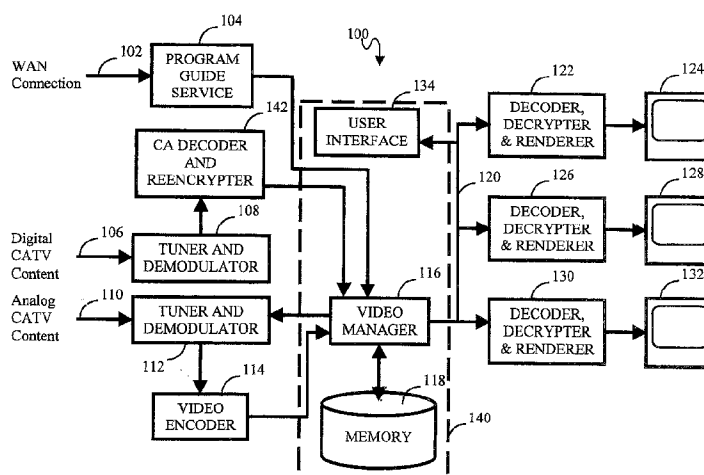 104
100
WAN
Connection
102
PROGRAM
GUIDE
SERVICE
142
134
USER
INTERFACE
122
DECODER,
DECRYPTER
& RENDERER
124
CA DECODER
AND
REENCRYPTER
120
126
DECODER,
DECRYPTER
& RENDERER
128
Digital
CATV
Content
106
108
TUNER AND
DEMODULATOR
116
130
132
Analog
CATV
Content
110
TUNER AND
DEMODULATOR
VIDEO
MANAGER
DECODER,
DECRYPTER
& RENDERER
112
114
VIDEO
ENCODER
118
MEMORY
140